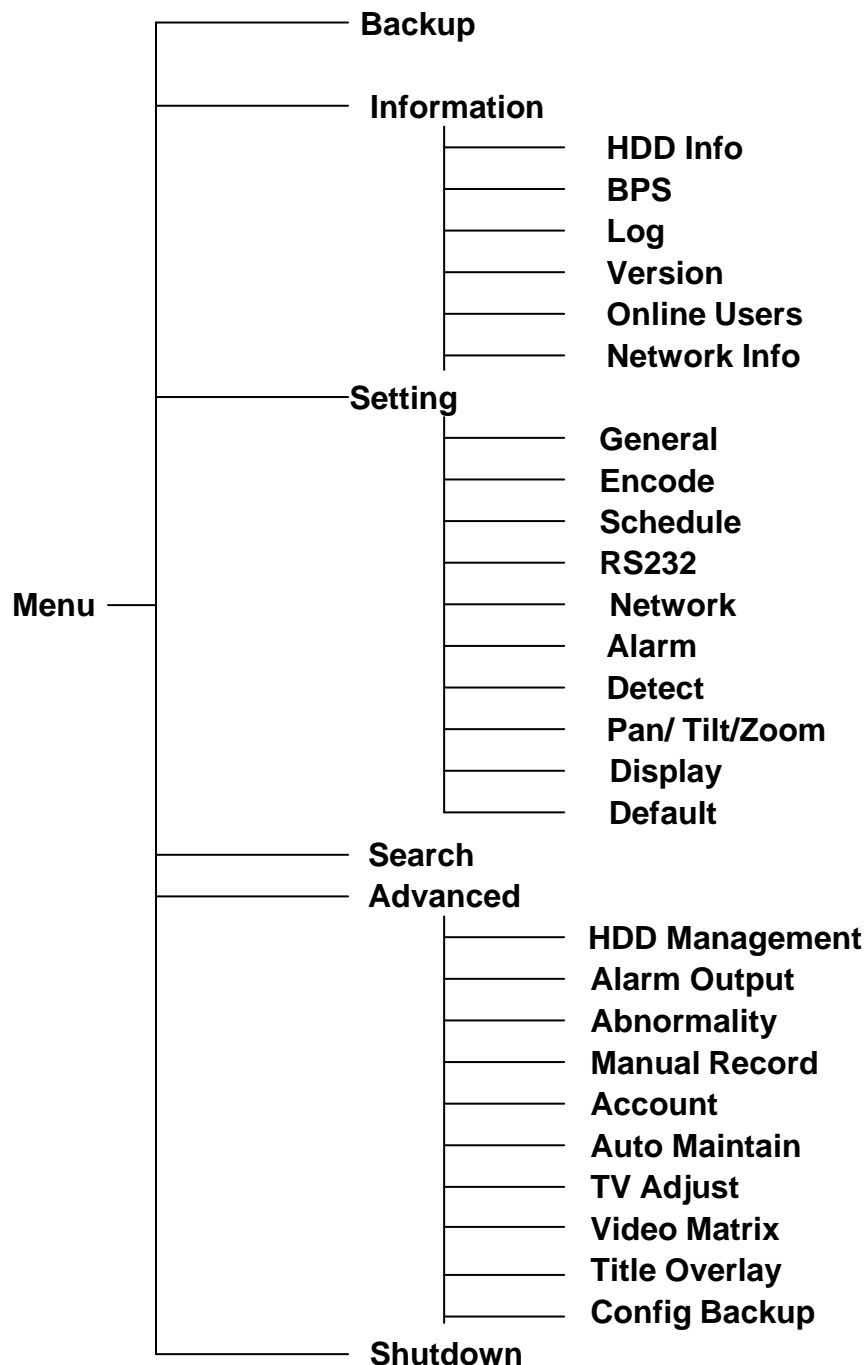 Backup
Information
HDD Info
BPS
Log
Version
Online Users
Network Info
Setting
General
Encode
Schedule
RS232
Menu
Network
Alarm
Detect
Pan/ Tilt/Zoom
Display
Default
Search
Advanced
HDD Management
Alarm Output
Abnormality
Manual Record
Account
Auto Maintain
TV Adjust
Video Matrix
Title Overlay
Config Backup
Shutdown